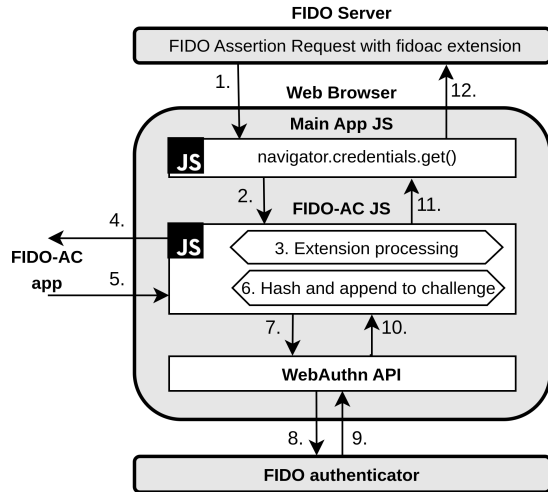 FIDO Server
FIDO Assertion Request with fidoac extension
1.
12.
Web Browser
Main App JS
JS
navigator.credentials.get()
2.
11.
FIDO-AC JS
4.
JS
3. Extension processing
FIDO-AC
app
5.
6. Hash and append to challenge
7.
10.
WebAuthn API
8.
9.
FIDO authenticator